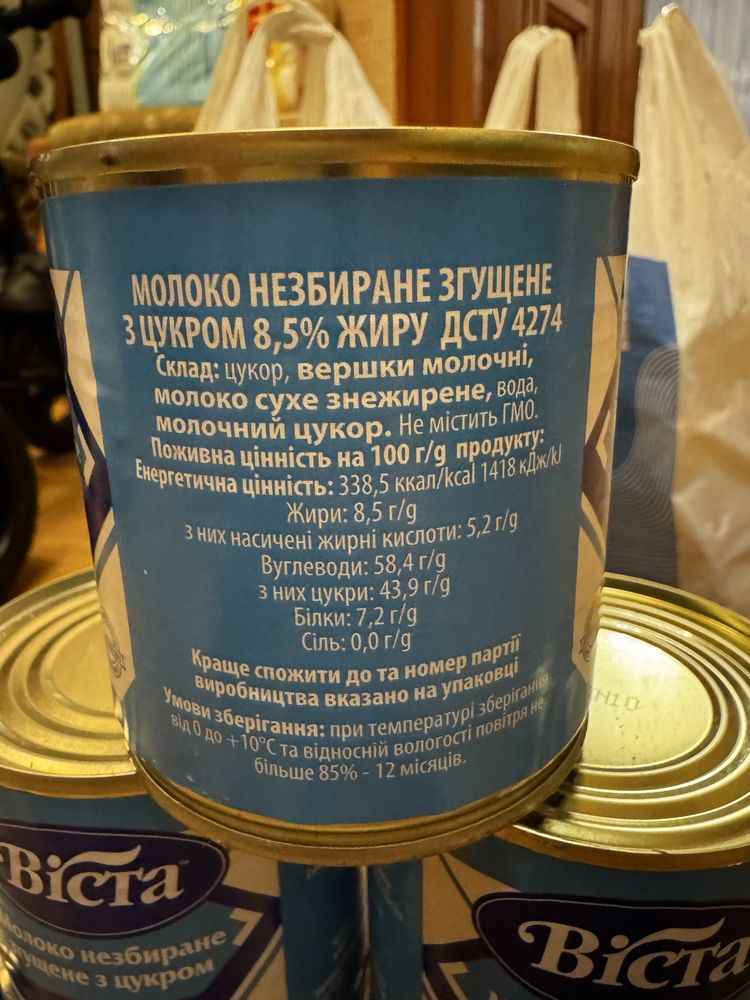 МОЛОКО НЕЗБИРАНЕ ЗГУЩЕНЕ
З ЦУКРОМ 8,5% ЖИРУ ДСТУ 4274
Склад: цукор, вершки молочні,
молоко сухе знежирене, вода,
молочний цукор. Не містить ГМО.
Поживна цінність на 100 г/g продукту:
Енергетична цінність: 338,5 ккал/kcal 1418 кДж/kJ
Жири: 8,5 г/g
з них насичені жирні кислоти: 5,2 г/g
Вуглеводи: 58,4 г/g
з них цукри: 43,9 г/g
Білки: 7,2 г/g
Сіль: 0,0 г/g
Краще спожити до та номер партії
виробництва вказано на упаковці
Умови зберігання: при температурі зберігання
від 0 до +10°С та відносній вологості повітря не
більше 85% - 12 місяців.
Віста
молоко незбиране
згущене з цукром
Віста